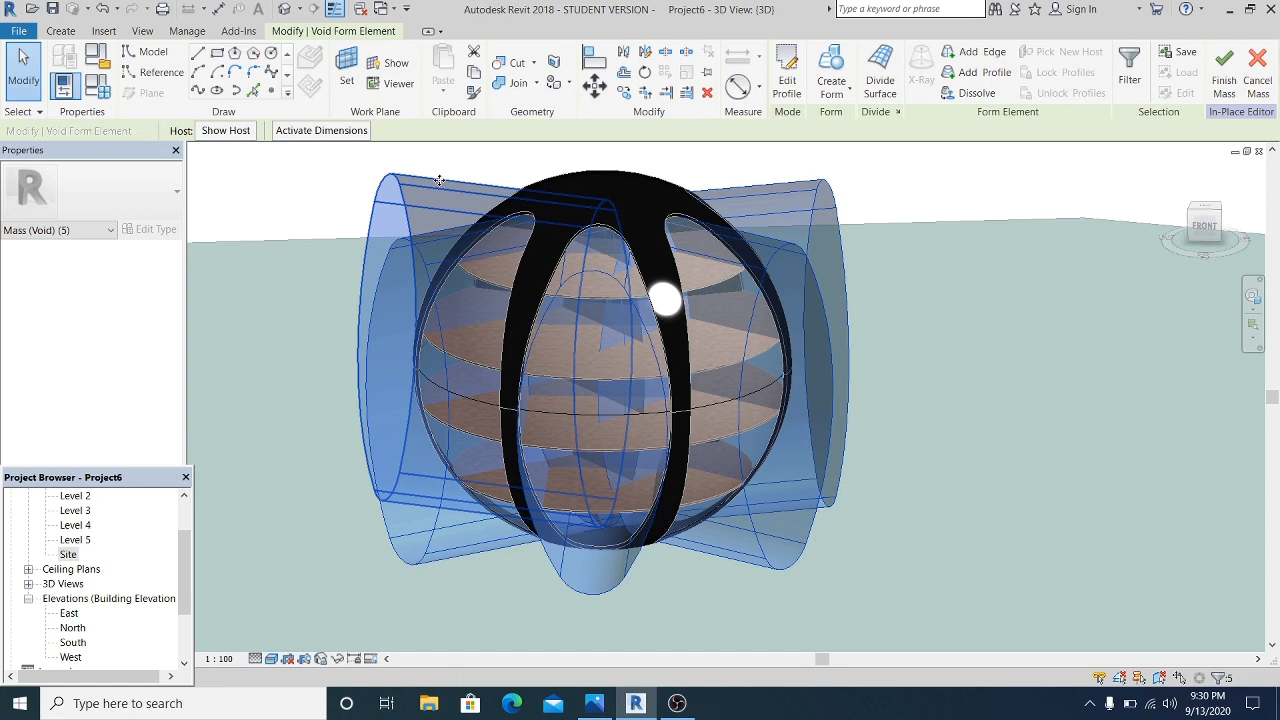 Autodesk Revit 2018 - STUDENT VERSION - Project6 - 3D View: {3D}
Type a keyword or phrase
Sign In
File Create Insert View Manage Add-Ins Modify | Void Form Element
Modify
Select
Properties
Model
Reference
Plane
Draw
Set
Show
Viewer
Work Plane
Paste
Clipboard
Cut
Join
Geometry
Modify
Measure
Edit Profile
Mode
Create Form
Form
Divide Surface
Divide
X-Ray
Add Edge
Add Profile
Dissolve
Pick New Host
Lock Profiles
Unlock Profiles
Form Element
Filter
Save
Load
Edit
Selection
Finish Mass
Cancel Mass
In-Place Editor
Modify | Void Form Element
Host: Show Host Activate Dimensions
Properties
R
Mass (Void) (5)
Edit Type
FRONT
Project Browser - Project6
Level 2
Level 3
Level 4
Level 5
Site
Ceiling Plans
3D Views
Elevations (Building Elevation
East
North
South
West
1 : 100
:5
Type here to search
R
9:30 PM
9/13/2020